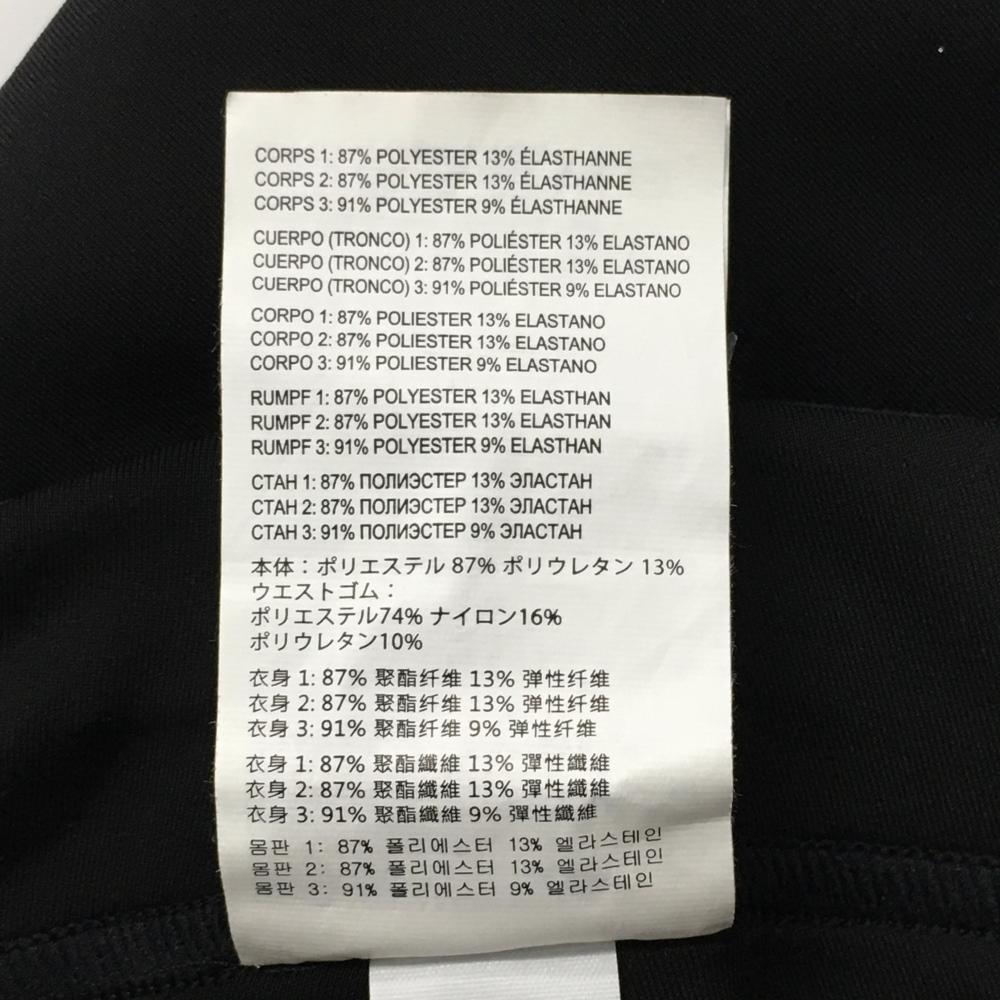 CORPS 1: 87% POLYESTER 13% ÉLASTHANNE
CORPS 2: 87% POLYESTER 13% ÉLASTHANNE
CORPS 3: 91% POLYESTER 9% ÉLASTHANNE
CUERPO (TRONCO) 1: 87% POLIÉSTER 13% ELASTANO
CUERPO (TRONCO) 2: 87% POLIÉSTER 13% ELASTANO
CUERPO (TRONCO) 3: 91% POLIÉSTER 9% ELASTANO
CORPO 1: 87% POLIESTER 13% ELASTANO
CORPO 2: 87% POLIESTER 13% ELASTANO
CORPO 3: 91% POLIESTER 9% ELASTANO
RUMPF 1: 87% POLYESTER 13% ELASTHAN
RUMPF 2: 87% POLYESTER 13% ELASTHAN
RUMPF 3: 91% POLYESTER 9% ELASTHAN
СТАН 1: 87% ПОЛИЭСТЕР 13% ЭЛАСТАН
СТАН 2: 87% ПОЛИЭСТЕР 13% ЭЛАСТАН
СТАН 3: 91% ПОЛИЭСТЕР 9% ЭЛАСТАН
本体：ポリエステル 87% ポリウレタン 13%
ウエストゴム：
ポリエステル74% ナイロン16%
ポリウレタン10%
衣身 1: 87% 聚酯纤维 13% 弹性纤维
衣身 2: 87% 聚酯纤维 13% 弹性纤维
衣身 3: 91% 聚酯纤维 9% 弹性纤维
衣身 1: 87% 聚酯纖維 13% 彈性纖維
衣身 2: 87% 聚酯纖維 13% 彈性纖維
衣身 3: 91% 聚酯纖維 9% 彈性纖維
몸판 1: 87% 폴리에스터 13% 엘라스테인
몸판 2: 87% 폴리에스터 13% 엘라스테인
몸판 3: 91% 폴리에스터 9% 엘라스테인